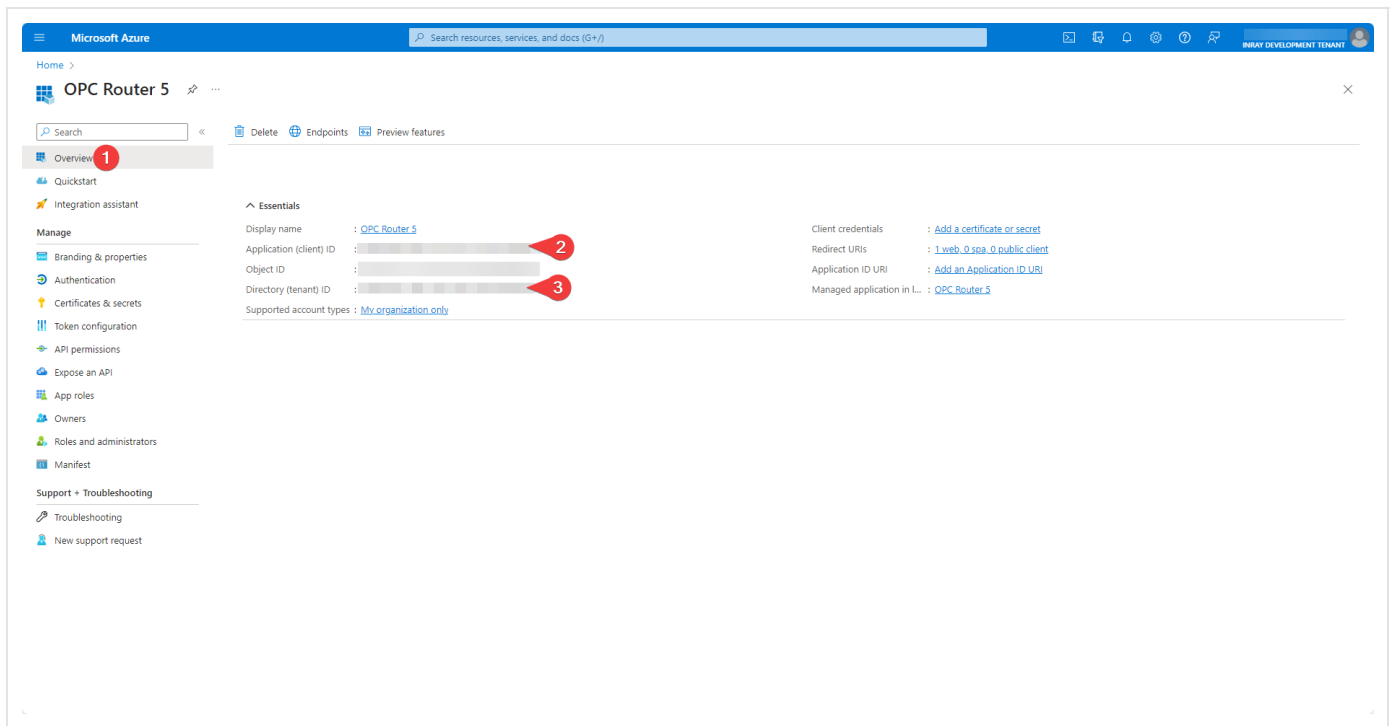 Microsoft Azure
Search resources, services, and docs (G+/)
INRAY DEVELOPMENT TENANT
Home >
OPC Router 5
Search
«
Delete
Endpoints
Preview features
Overview 1
Quickstart
Integration assistant
Manage
Branding & properties
Authentication
Certificates & secrets
Token configuration
API permissions
Expose an API
App roles
Owners
Roles and administrators
Manifest
Support + Troubleshooting
Troubleshooting
New support request
Essentials
Display name : OPC Router 5
Application (client) ID : 2
Object ID :
Directory (tenant) ID : 3
Supported account types : My organization only
Client credentials : Add a certificate or secret
Redirect URIs : 1 web, 0 spa, 0 public client
Application ID URI : Add an Application ID URI
Managed application in l... : OPC Router 5